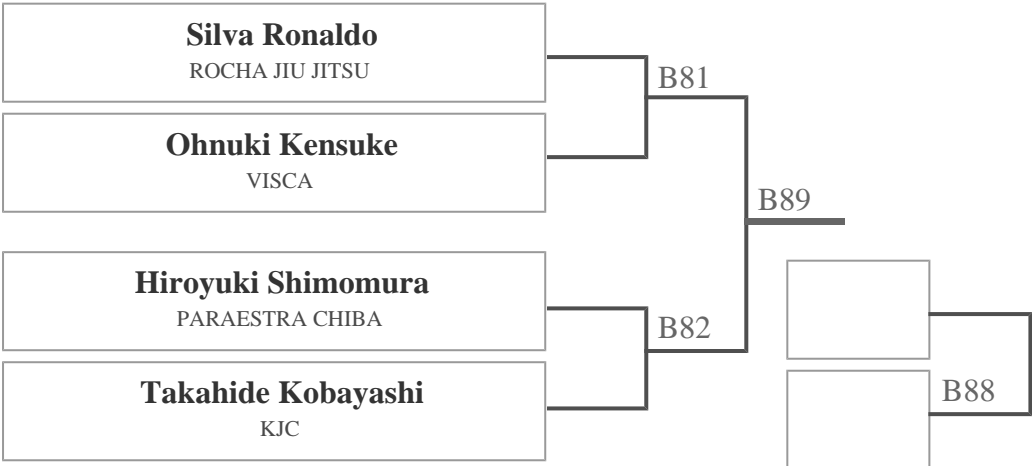 Silva Ronaldo
ROCHA JIU JITSU
B81
Ohnuki Kensuke
VISCA
B89
Hiroyuki Shimomura
PARAESTRA CHIBA
B82
Takahide Kobayashi
KJC
B88